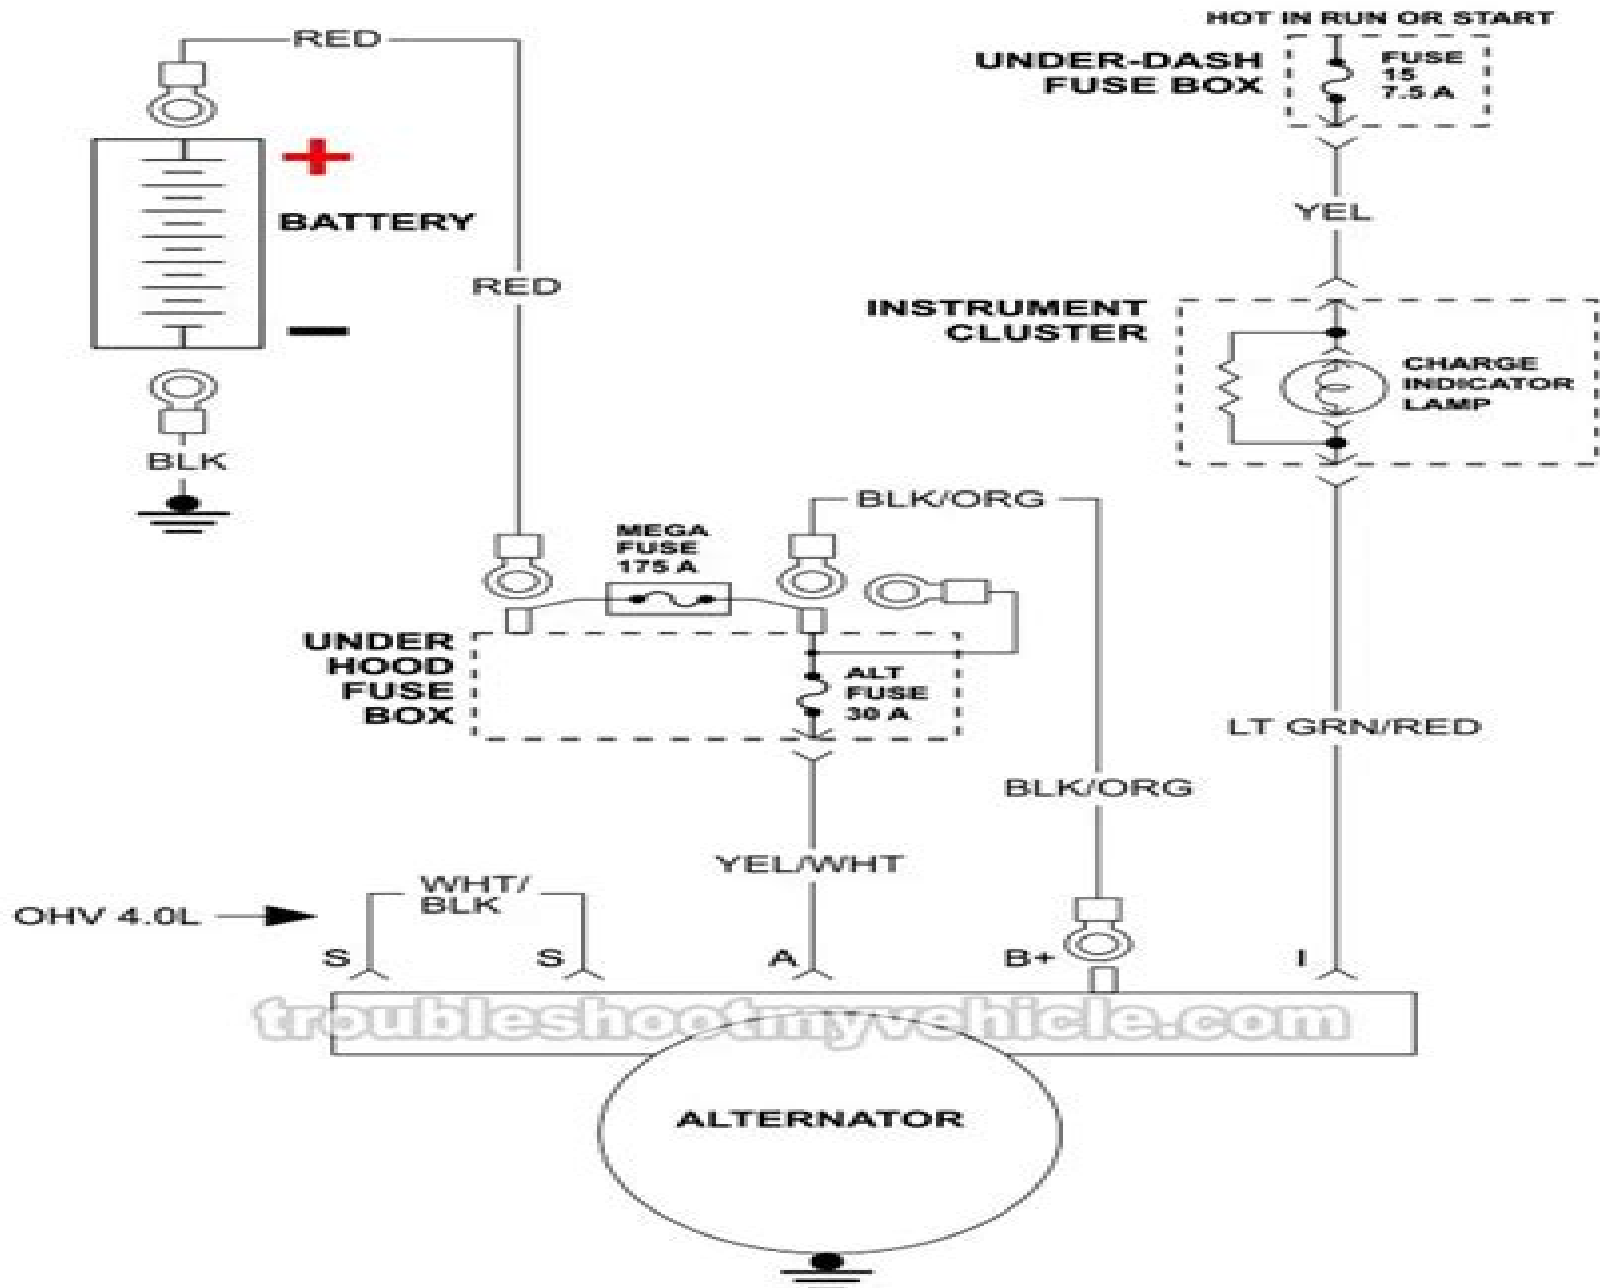 HOT IN RUN OR START
RED
UNDER-DASH
FUSE BOX
FUSE
15
7.5 A
+
BATTERY
YEL
RED
INSTRUMENT
CLUSTER
CHARGE
INDICATOR
LAMP
BLK
BLK/ORG
MEGA
FUSE
175 A
UNDER
HOOD
FUSE
BOX
ALT
FUSE
30 A
LT GRN/RED
BLK/ORG
YEL/WHT
WHT/
BLK
OHV 4.0L
S
S
A
B+
I
troubleshootmyvehicle.com
ALTERNATOR